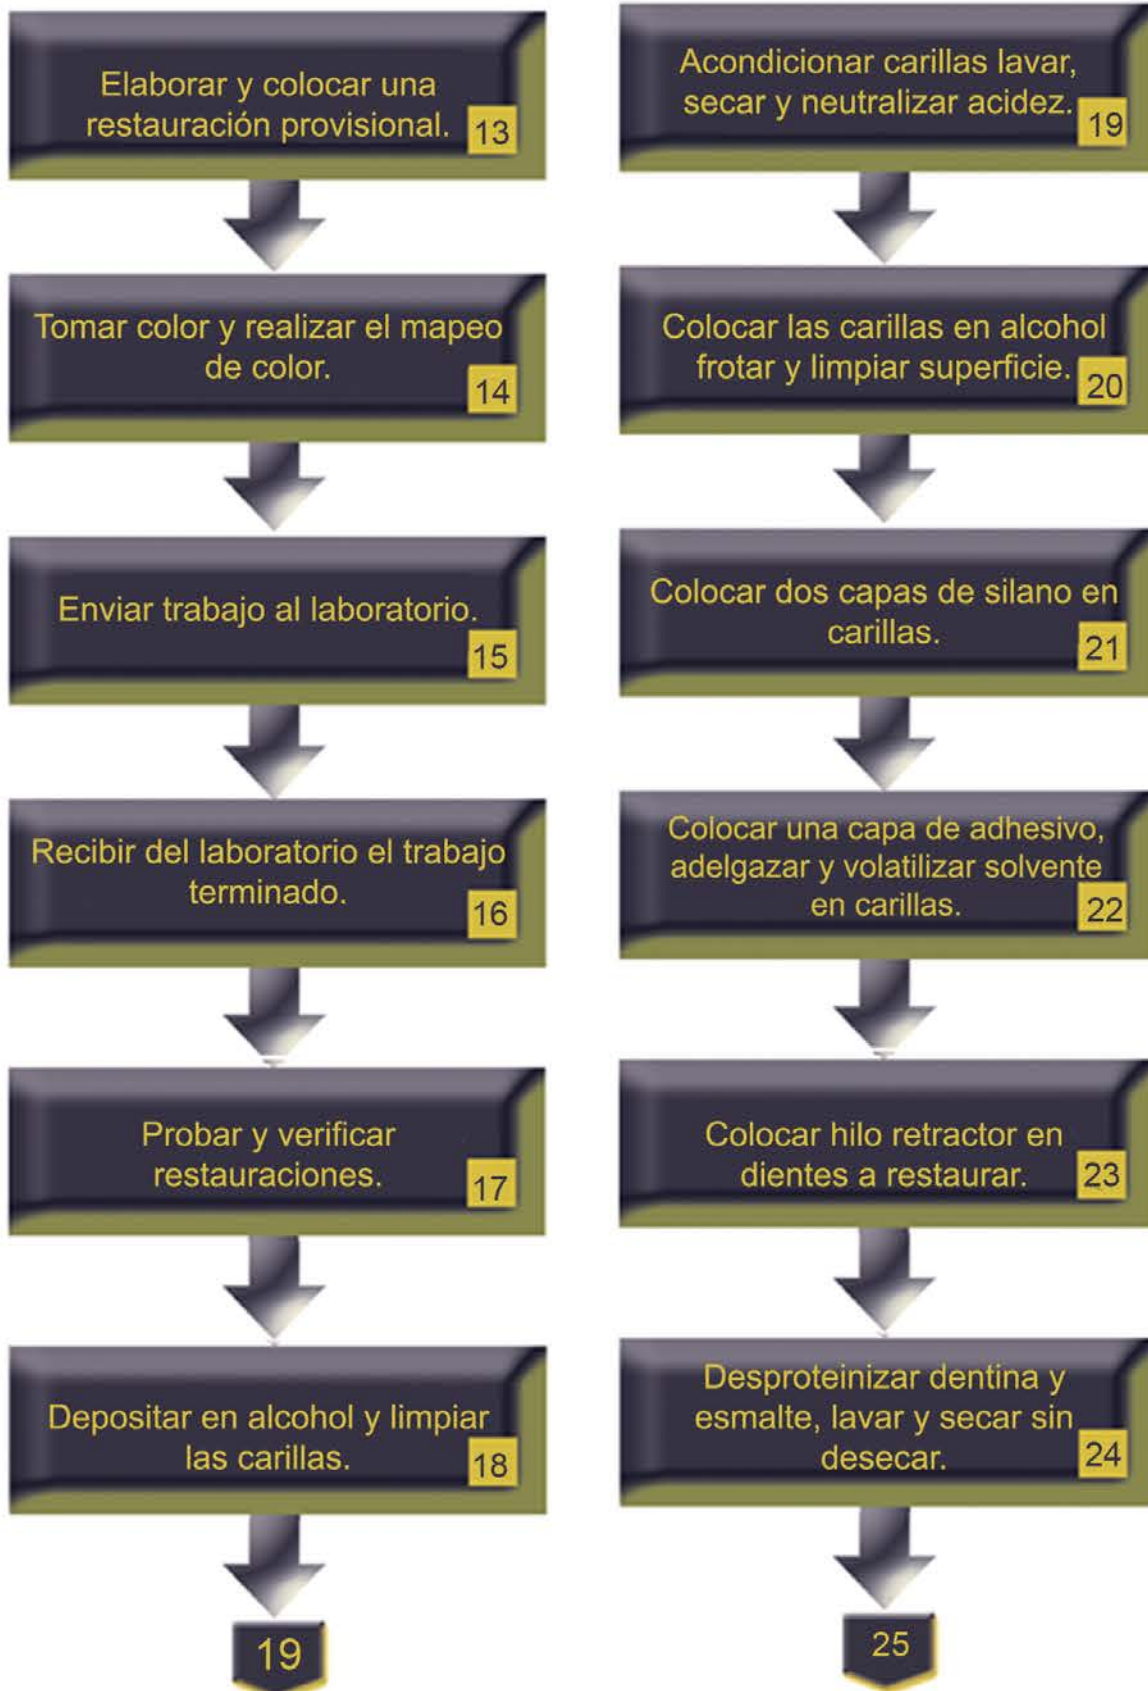 Elaborar y colocar una
restauración provisional.
13
Tomar color y realizar el mapeo
de color.
14
Enviar trabajo al laboratorio.
15
Recibir del laboratorio el trabajo
terminado.
16
Probar y verificar
restauraciones.
17
Depositar en alcohol y limpiar
las carillas.
18
19
Acondicionar carillas lavar,
secar y neutralizar acidez.
19
Colocar las carillas en alcohol
frotar y limpiar superficie.
20
Colocar dos capas de silano en
carillas.
21
Colocar una capa de adhesivo,
adelgazar y volatilizar solvente
en carillas.
22
Colocar hilo retractor en
dientes a restaurar.
23
Desproteinizar dentina y
esmalte, lavar y secar sin
desecar.
24
25